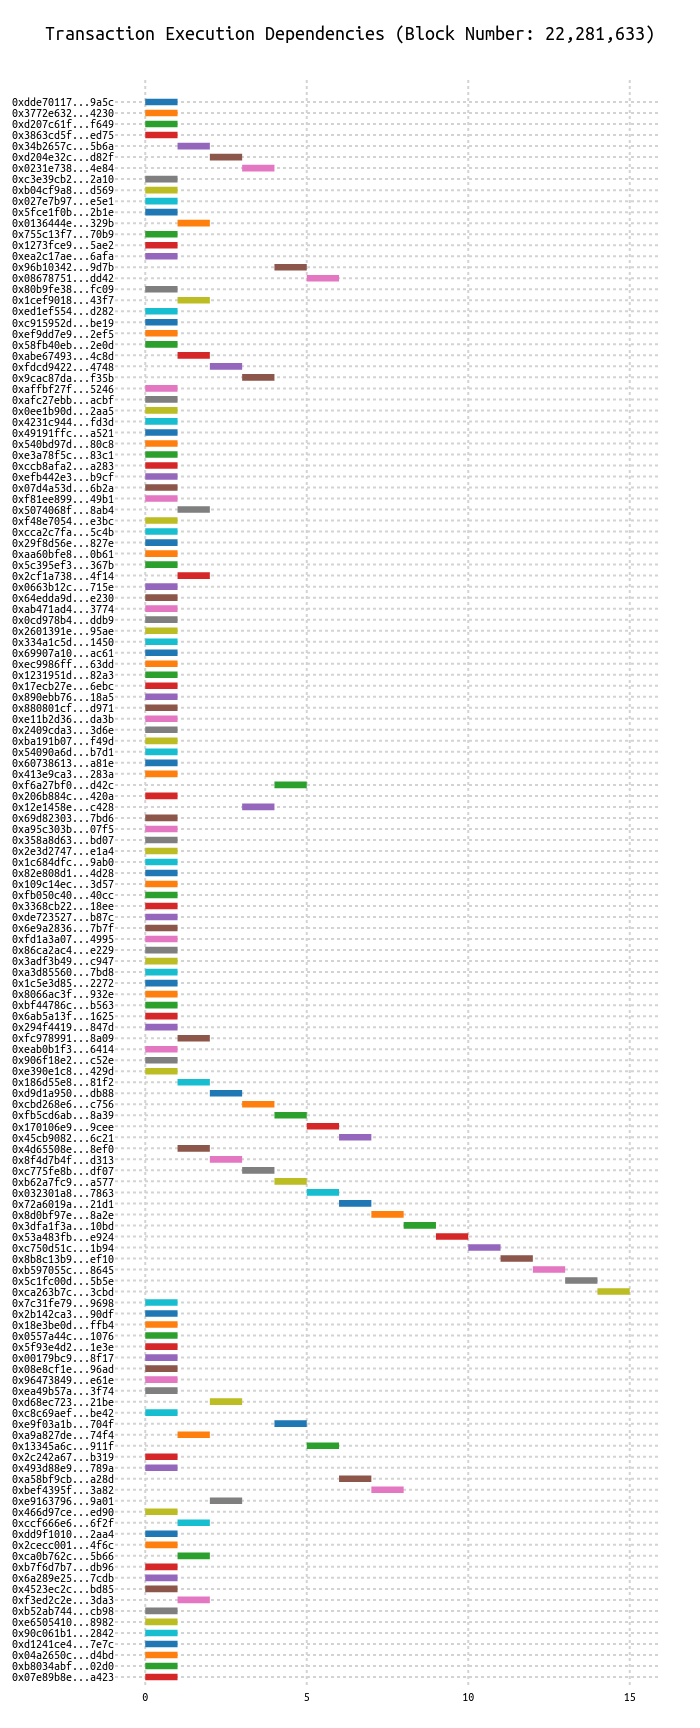 Transaction Execution Dependencies (Block Number: 22,281,633)
0xdde70117...9a5c
0x3772e632...4230
0xd207c61f...f649
0x3863cd5f...ed75
0x34b2657c...5b6a
0xd204e32c...d82f
0x0231e738...4e84
0xc3e39cb2...2a10
0xb04cf9a8...d569
0x027e7b97...e5e1
0x5fce1f0b...2b1e
0x0136444e...329b
0x755c13f7...70b9
0x1273fce9...5ae2
0xea2c17ae...6afa
0x96b10342...9d7b
0x08678751...dd42
0x80b9fe38...fc09
0x1cef9018...43f7
0xed1ef554...d282
0xc915952d...be19
0xef9dd7e9...2ef5
0x58fb40eb...2e0d
0xabe67493...4c8d
0xfdcd9422...4748
0x9cac87da...f35b
0xaffbf27f...5246
0xafc27ebb...acbf
0x0ee1b90d...2aa5
0x4231c944...fd3d
0x49191ffc...a521
0x540bd97d...80c8
0xe3a78f5c...83c1
0xccb8afa2...a283
0xefb442e3...b9cf
0x07d4a53d...6b2a
0xf81ee899...49b1
0x5074068f...8ab4
0xf48e7054...e3bc
0xcca2c7fa...5c4b
0x29f8d56e...827e
0xaa60bfe8...0b61
0x5c395ef3...367b
0x2cf1a738...4f14
0x0663b12c...715e
0x64edda9d...e230
0xab471ad4...3774
0x0cd978b4...ddb9
0x2601391e...95ae
0x334a1c5d...1450
0x69907a10...ac61
0xec9986ff...63dd
0x1231951d...82a3
0x17ecb27e...6ebc
0x890ebb76...18a5
0x880801cf...d971
0xe11b2d36...da3b
0x2409cda3...3d6e
0xba191b07...f49d
0x54090a6d...b7d1
0x60738613...a81e
0x413e9ca3...283a
0xf6a27bf0...d42c
0x206b884c...420a
0x12e1458e...c428
0x69d82303...7bd6
0xa95c303b...07f5
0x358a8d63...bd07
0x2e3d2747...e1a4
0x1c684dfc...9ab0
0x82e808d1...4d28
0x109c14ec...3d57
0xfb050c40...40cc
0x3368cb22...18ee
0xde723527...b87c
0x6e9a2836...7b7f
0xfd1a3a07...4995
0x86ca2ac4...e229
0x3adf3b49...c947
0xa3d85560...7bd8
0x1c5e3d85...2272
0x8066ac3f...932e
0xbf44786c...b563
0x6ab5a13f...1625
0x294f4419...847d
0xfc978991...8a09
0xeab0b1f3...6414
0x906f18e2...c52e
0xe390e1c8...429d
0x186d55e8...81f2
0xd9d1a950...db88
0xcbd268e6...c756
0xfb5cd6ab...8a39
0x170106e9...9cee
0x45cb9082...6c21
0x4d65508e...8ef0
0x8f4d7b4f...d313
0xc775fe8b...df07
0xb62a7fc9...a577
0x032301a8...7863
0x72a6019a...21d1
0x8d0bf97e...8a2e
0x3dfa1f3a...10bd
0x53a483fb...e924
0xc750d51c...1b94
0x8b8c13b9...ef10
0xb597055c...8645
0x5c1fc00d...5b5e
0xca263b7c...3cbd
0x7c31fe79...9698
0x2b142ca3...90df
0x18e3be0d...ffb4
0x0557a44c...1076
0x5f93e4d2...1e3e
0x00179bc9...8f17
0x08e8cf1e...96ad
0x96473849...e61e
0xea49b57a...3f74
0xd68ec723...21be
0xc8c69aef...be42
0xe9f03a1b...704f
0xa9a827de...74f4
0x13345a6c...911f
0x2c242a67...b319
0x493d88e9...789a
0xa58bf9cb...a28d
0xbef4395f...3a82
0xe9163796...9a01
0x466d97ce...ed90
0xccf666e6...6f2f
0xdd9f1010...2aa4
0x2cecc001...4f6c
0xca0b762c...5b66
0xb7f6d7b7...db96
0x6a289e25...7cdb
0x4523ec2c...bd85
0xf3ed2c2e...3da3
0xb52ab744...cb98
0xe6505410...8982
0x90c061b1...2842
0xd1241ce4...7e7c
0x04a2650c...d4bd
0xb8034abf...02d0
0x07e89b8e...a423
0 5 10 15